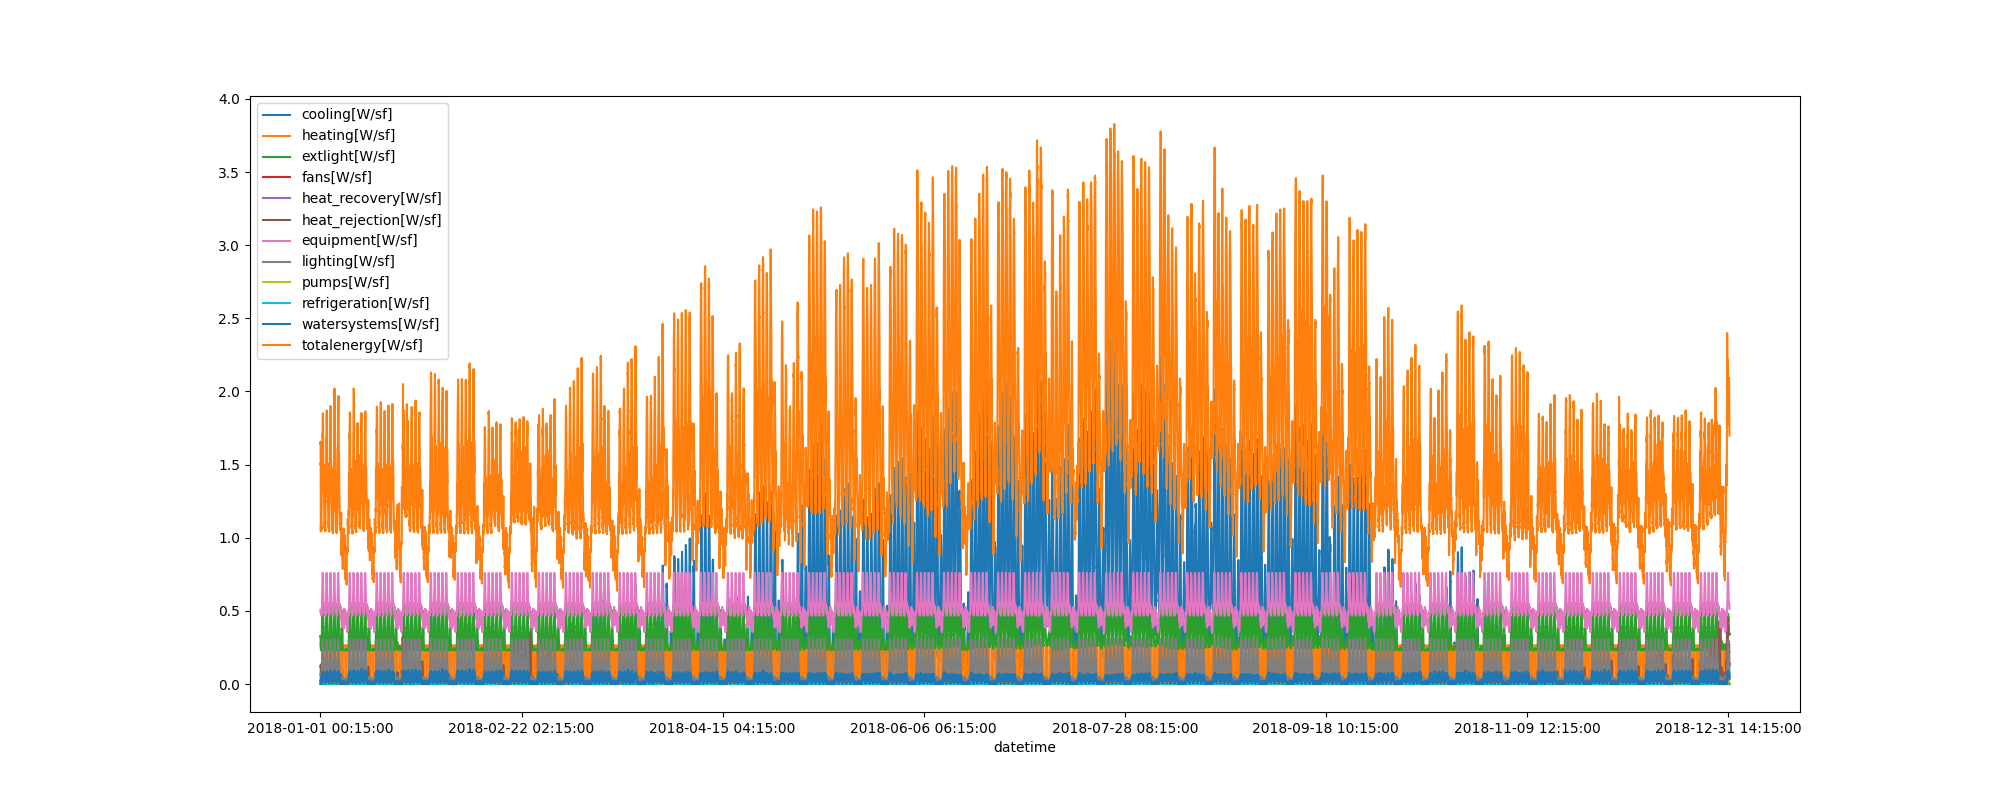 4.0
3.5
3.0
2.5
2.0
1.5
1.0
0.5
0.0
cooling[W/sf]
heating[W/sf]
extlight[W/sf]
fans[W/sf]
heat_recovery[W/sf]
heat_rejection[W/sf]
equipment[W/sf]
lighting[W/sf]
pumps[W/sf]
refrigeration[W/sf]
watersystems[W/sf]
totalenergy[W/sf]
2018-01-01 00:15:00 2018-02-22 02:15:00 2018-04-15 04:15:00 2018-06-06 06:15:00 2018-07-28 08:15:00 2018-09-18 10:15:00 2018-11-09 12:15:00 2018-12-31 14:15:00
datetime